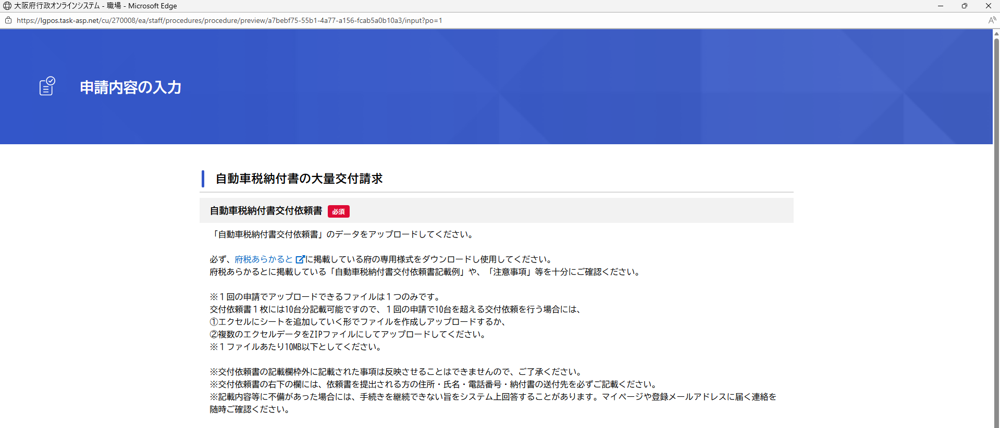 大阪府行政オンラインシステム - 職場 - Microsoft Edge
https://lgpos.task-asp.net/cu/270008/ea/staff/procedures/procedure/preview/a7bebf75-55b1-4a77-a156-fcab5a0b10a3/input?po=1
申請内容の入力
自動車税納付書の大量交付請求
自動車税納付書交付依頼書 必須
「自動車税納付書交付依頼書」のデータをアップロードしてください。
必ず、府税あらかるとに掲載している府の専用様式をダウンロードし使用してください。
府税あらかるとに掲載している「自動車税納付書交付依頼書記載例」や、「注意事項」等を十分にご確認ください。
※１回の申請でアップロードできるファイルは１つのみです。
交付依頼書１枚には10台分記載可能ですので、１回の申請で10台を超える交付依頼を行う場合には、
①エクセルにシートを追加していく形でファイルを作成しアップロードするか、
②複数のエクセルデータをZIPファイルにしてアップロードしてください。
※１ファイルあたり10MB以下としてください。
※交付依頼書の記載欄枠外に記載された事項は反映させることはできませんので、ご了承ください。
※交付依頼書の右下の欄には、依頼書を提出される方の住所・氏名・電話番号・納付書の送付先を必ずご記載ください。
※記載内容等に不備があった場合には、手続きを継続できない旨をシステム上回答することがあります。マイページや登録メールアドレスに届く連絡を
随時ご確認ください。